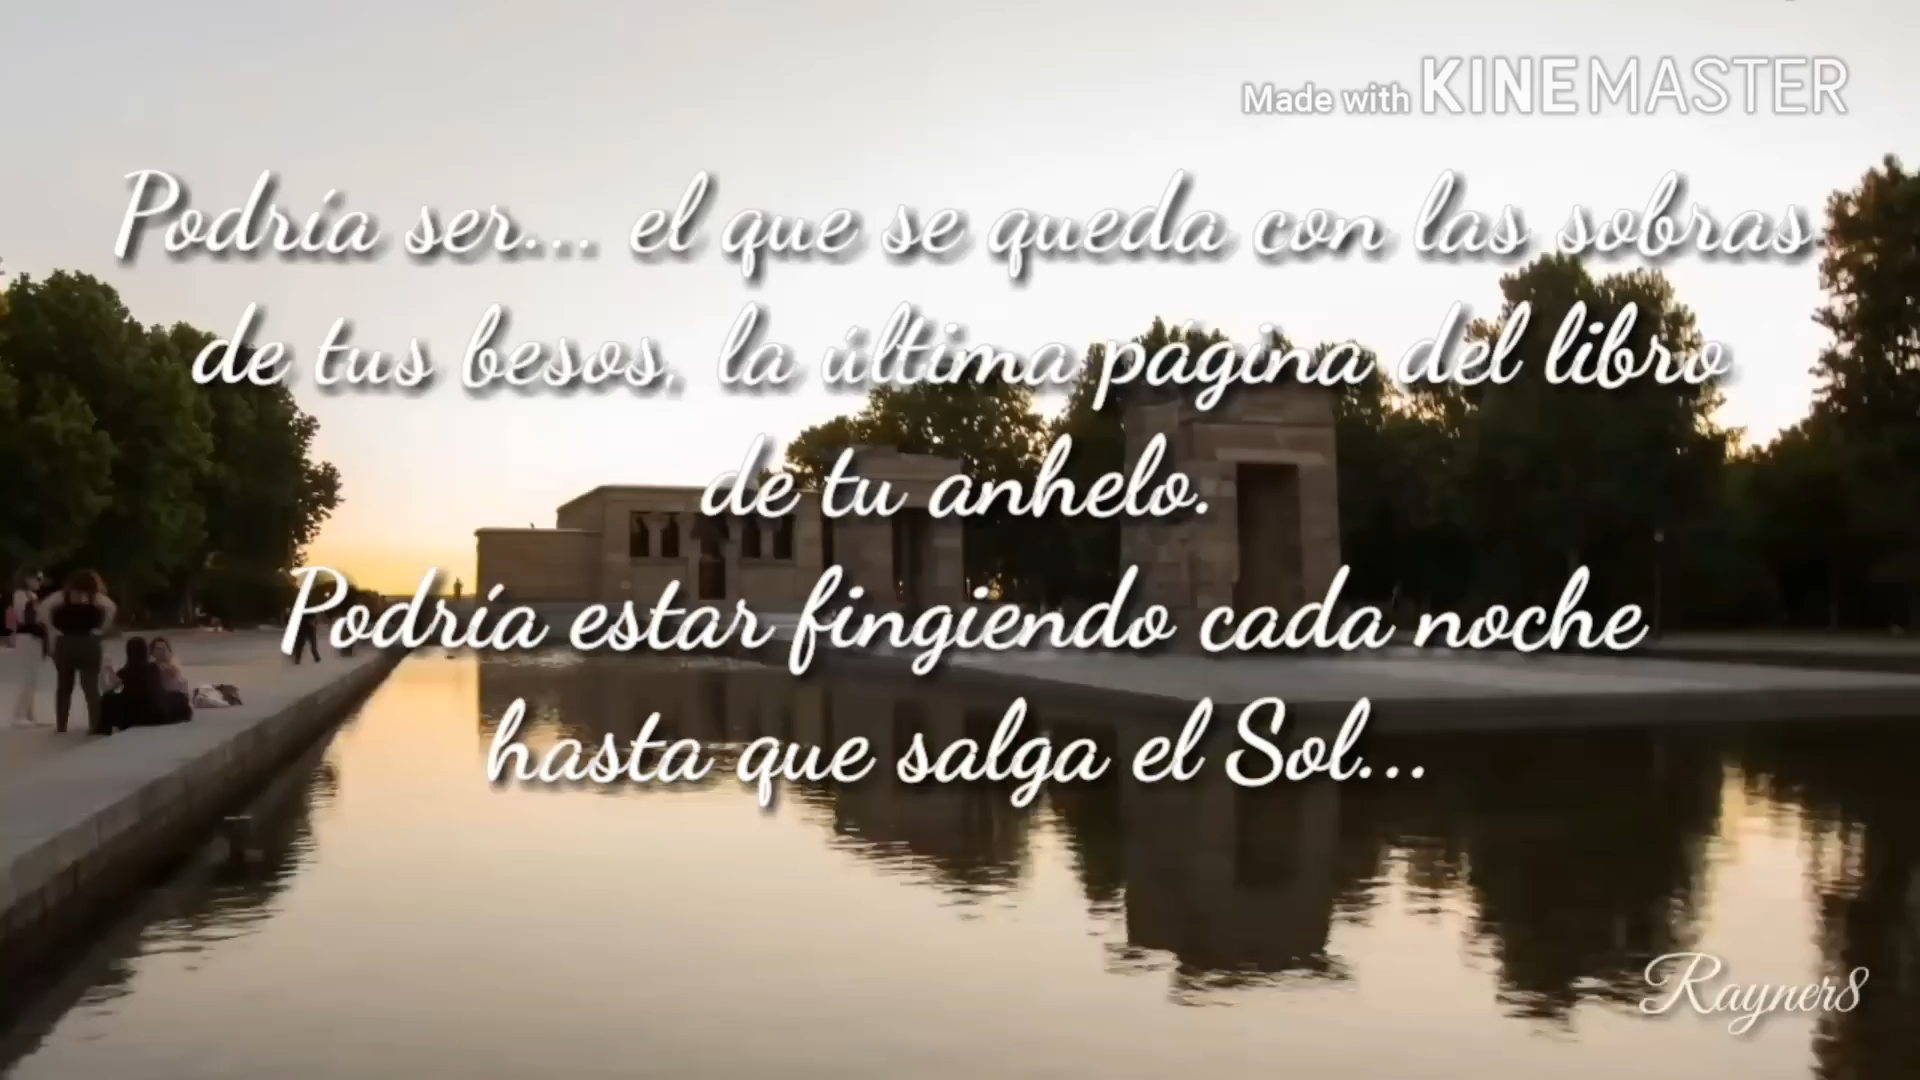 Made with KINEMASTER
Podría ser... el que se queda con las sobras
de tus besos, la última página del libro
de tu anhelo.
Podría estar fingiendo cada noche
hasta que salga el Sol...
Rayner8